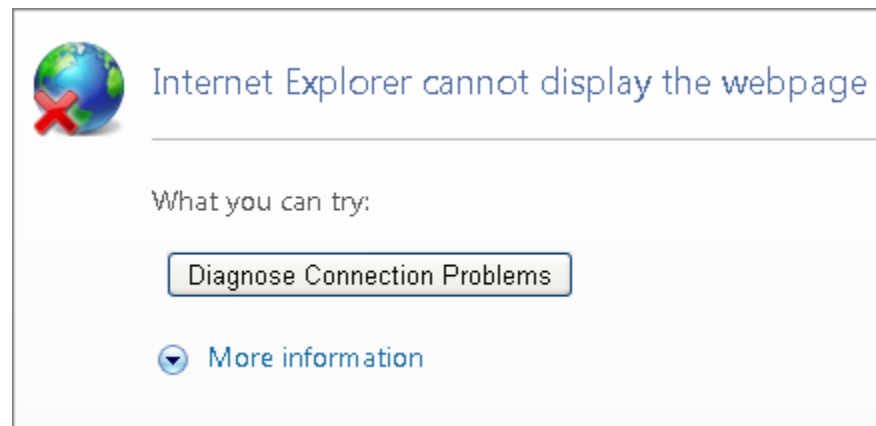 Internet Explorer cannot display the webpage
What you can try:
Diagnose Connection Problems
More information